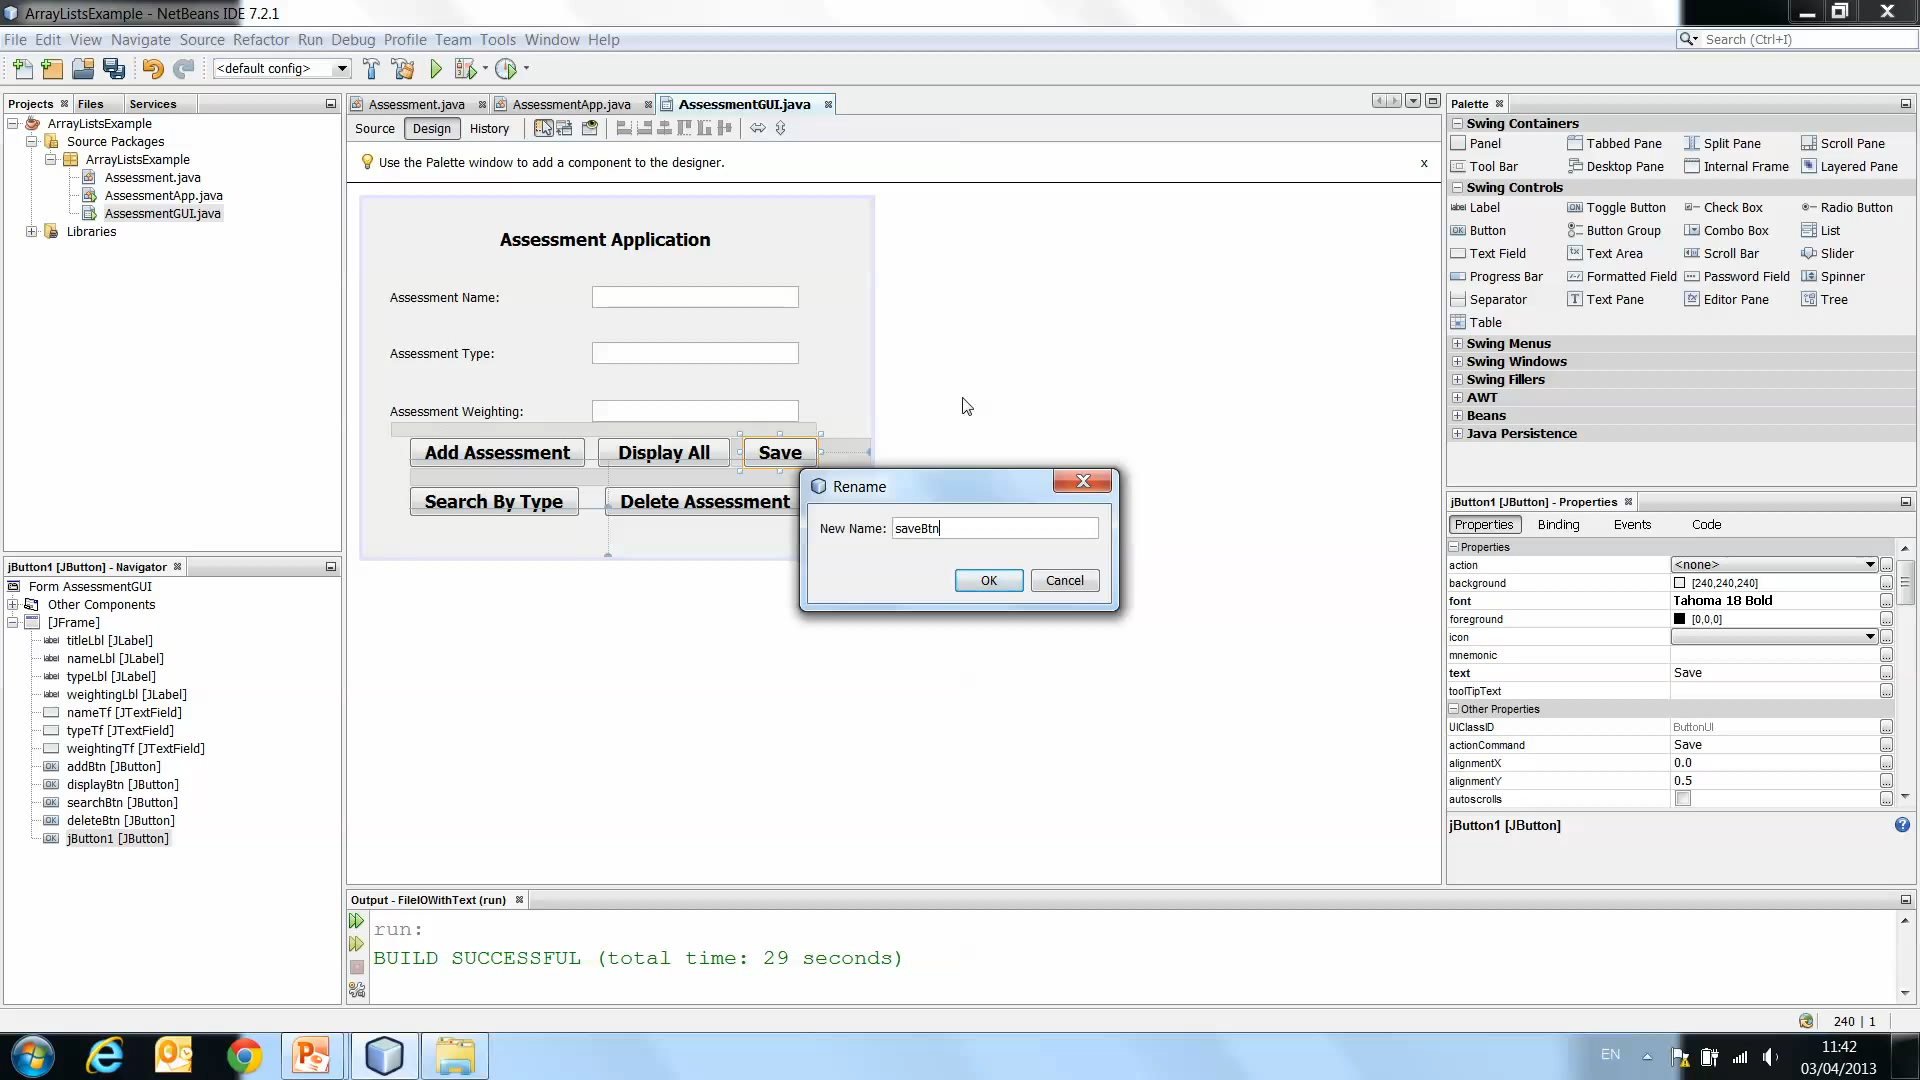 ArrayListsExample - NetBeans IDE 7.2.1
File Edit View Navigate Source Refactor Run Debug Profile Team Tools Window Help
Search (Ctrl+I)
<default config>
Projects Files Services
ArrayListsExample
Source Packages
ArrayListsExample
Assessment.java
AssessmentApp.java
AssessmentGUI.java
Libraries
Assessment.java AssessmentApp.java AssessmentGUI.java
Source Design History
Use the Palette window to add a component to the designer.
x
Assessment Application
Assessment Name:
Assessment Type:
Assessment Weighting:
Add Assessment Display All Save
Search By Type Delete Assessment
Rename
New Name: saveBtn
OK Cancel
Palette
Swing Containers
Panel Tabbed Pane Split Pane Scroll Pane
Tool Bar Desktop Pane Internal Frame Layered Pane
Swing Controls
Label Toggle Button Check Box Radio Button
Button Button Group Combo Box List
Text Field Text Area Scroll Bar Slider
Progress Bar Formatted Field Password Field Spinner
Separator Text Pane Editor Pane Tree
Table
Swing Menus
Swing Windows
Swing Fillers
AWT
Beans
Java Persistence
jButton1 [JButton] - Properties
Properties Binding Events Code
Properties
action <none>
background [240,240,240]
font Tahoma 18 Bold
foreground [0,0,0]
icon
mnemonic
text Save
toolTipText
Other Properties
UIClassID ButtonUI
actionCommand Save
alignmentX 0.0
alignmentY 0.5
autoscrolls
jButton1 [JButton]
jButton1 [JButton] - Navigator
Form AssessmentGUI
Other Components
[JFrame]
titleLbl [JLabel]
nameLbl [JLabel]
typeLbl [JLabel]
weightingLbl [JLabel]
nameTf [JTextField]
typeTf [JTextField]
weightingTf [JTextField]
addBtn [JButton]
displayBtn [JButton]
searchBtn [JButton]
deleteBtn [JButton]
jButton1 [JButton]
Output - FileIOWithText (run)
run:
BUILD SUCCESSFUL (total time: 29 seconds)
240 | 1
EN
11:42
03/04/2013